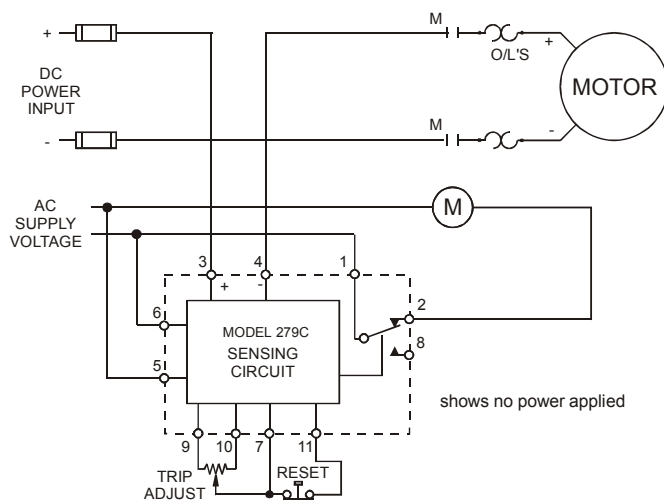 +
DC
POWER
INPUT
-
M
O/L'S
+
MOTOR
M
-
AC
SUPPLY
VOLTAGE
M
3
4
1
+
-
2
6
MODEL 279C
SENSING
CIRCUIT
8
5
shows no power applied
9
10
7
11
TRIP
ADJUST
RESET